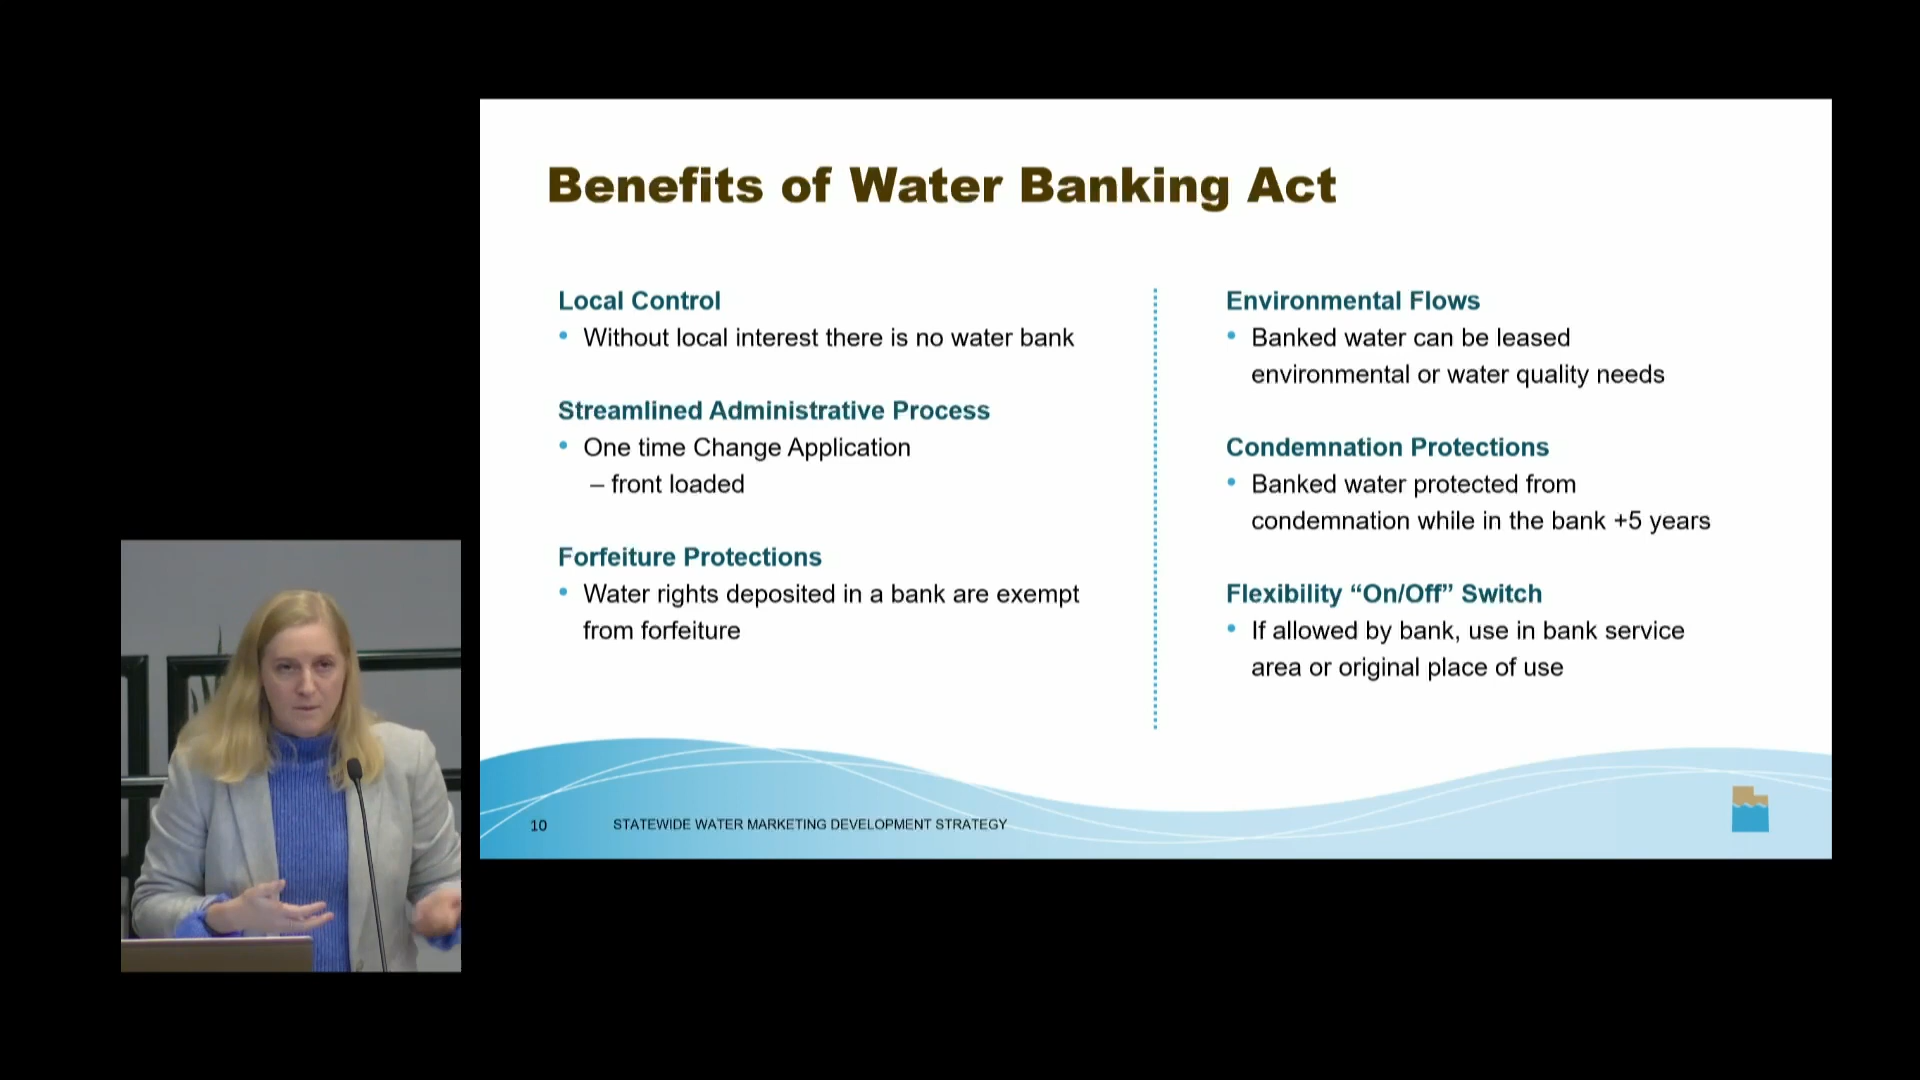 Benefits of Water Banking Act
Local Control
• Without local interest there is no water bank
Streamlined Administrative Process
• One time Change Application
– front loaded
Forfeiture Protections
• Water rights deposited in a bank are exempt
from forfeiture
Environmental Flows
• Banked water can be leased
environmental or water quality needs
Condemnation Protections
• Banked water protected from
condemnation while in the bank +5 years
Flexibility “On/Off” Switch
• If allowed by bank, use in bank service
area or original place of use
10
STATEWIDE WATER MARKETING DEVELOPMENT STRATEGY